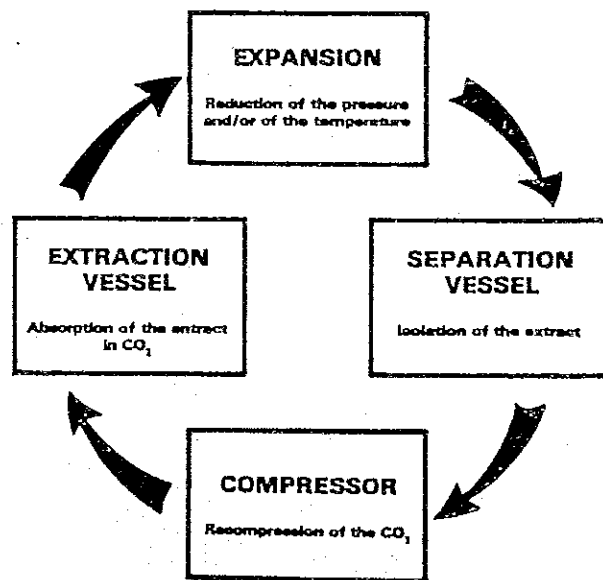 EXPANSION
Reduction of the pressure
and/or of the temperature
EXTRACTION
VESSEL
Absorption of the entract
in CO₂
SEPARATION
VESSEL
Isolation of the extract
COMPRESSOR
Recompression of the CO₂